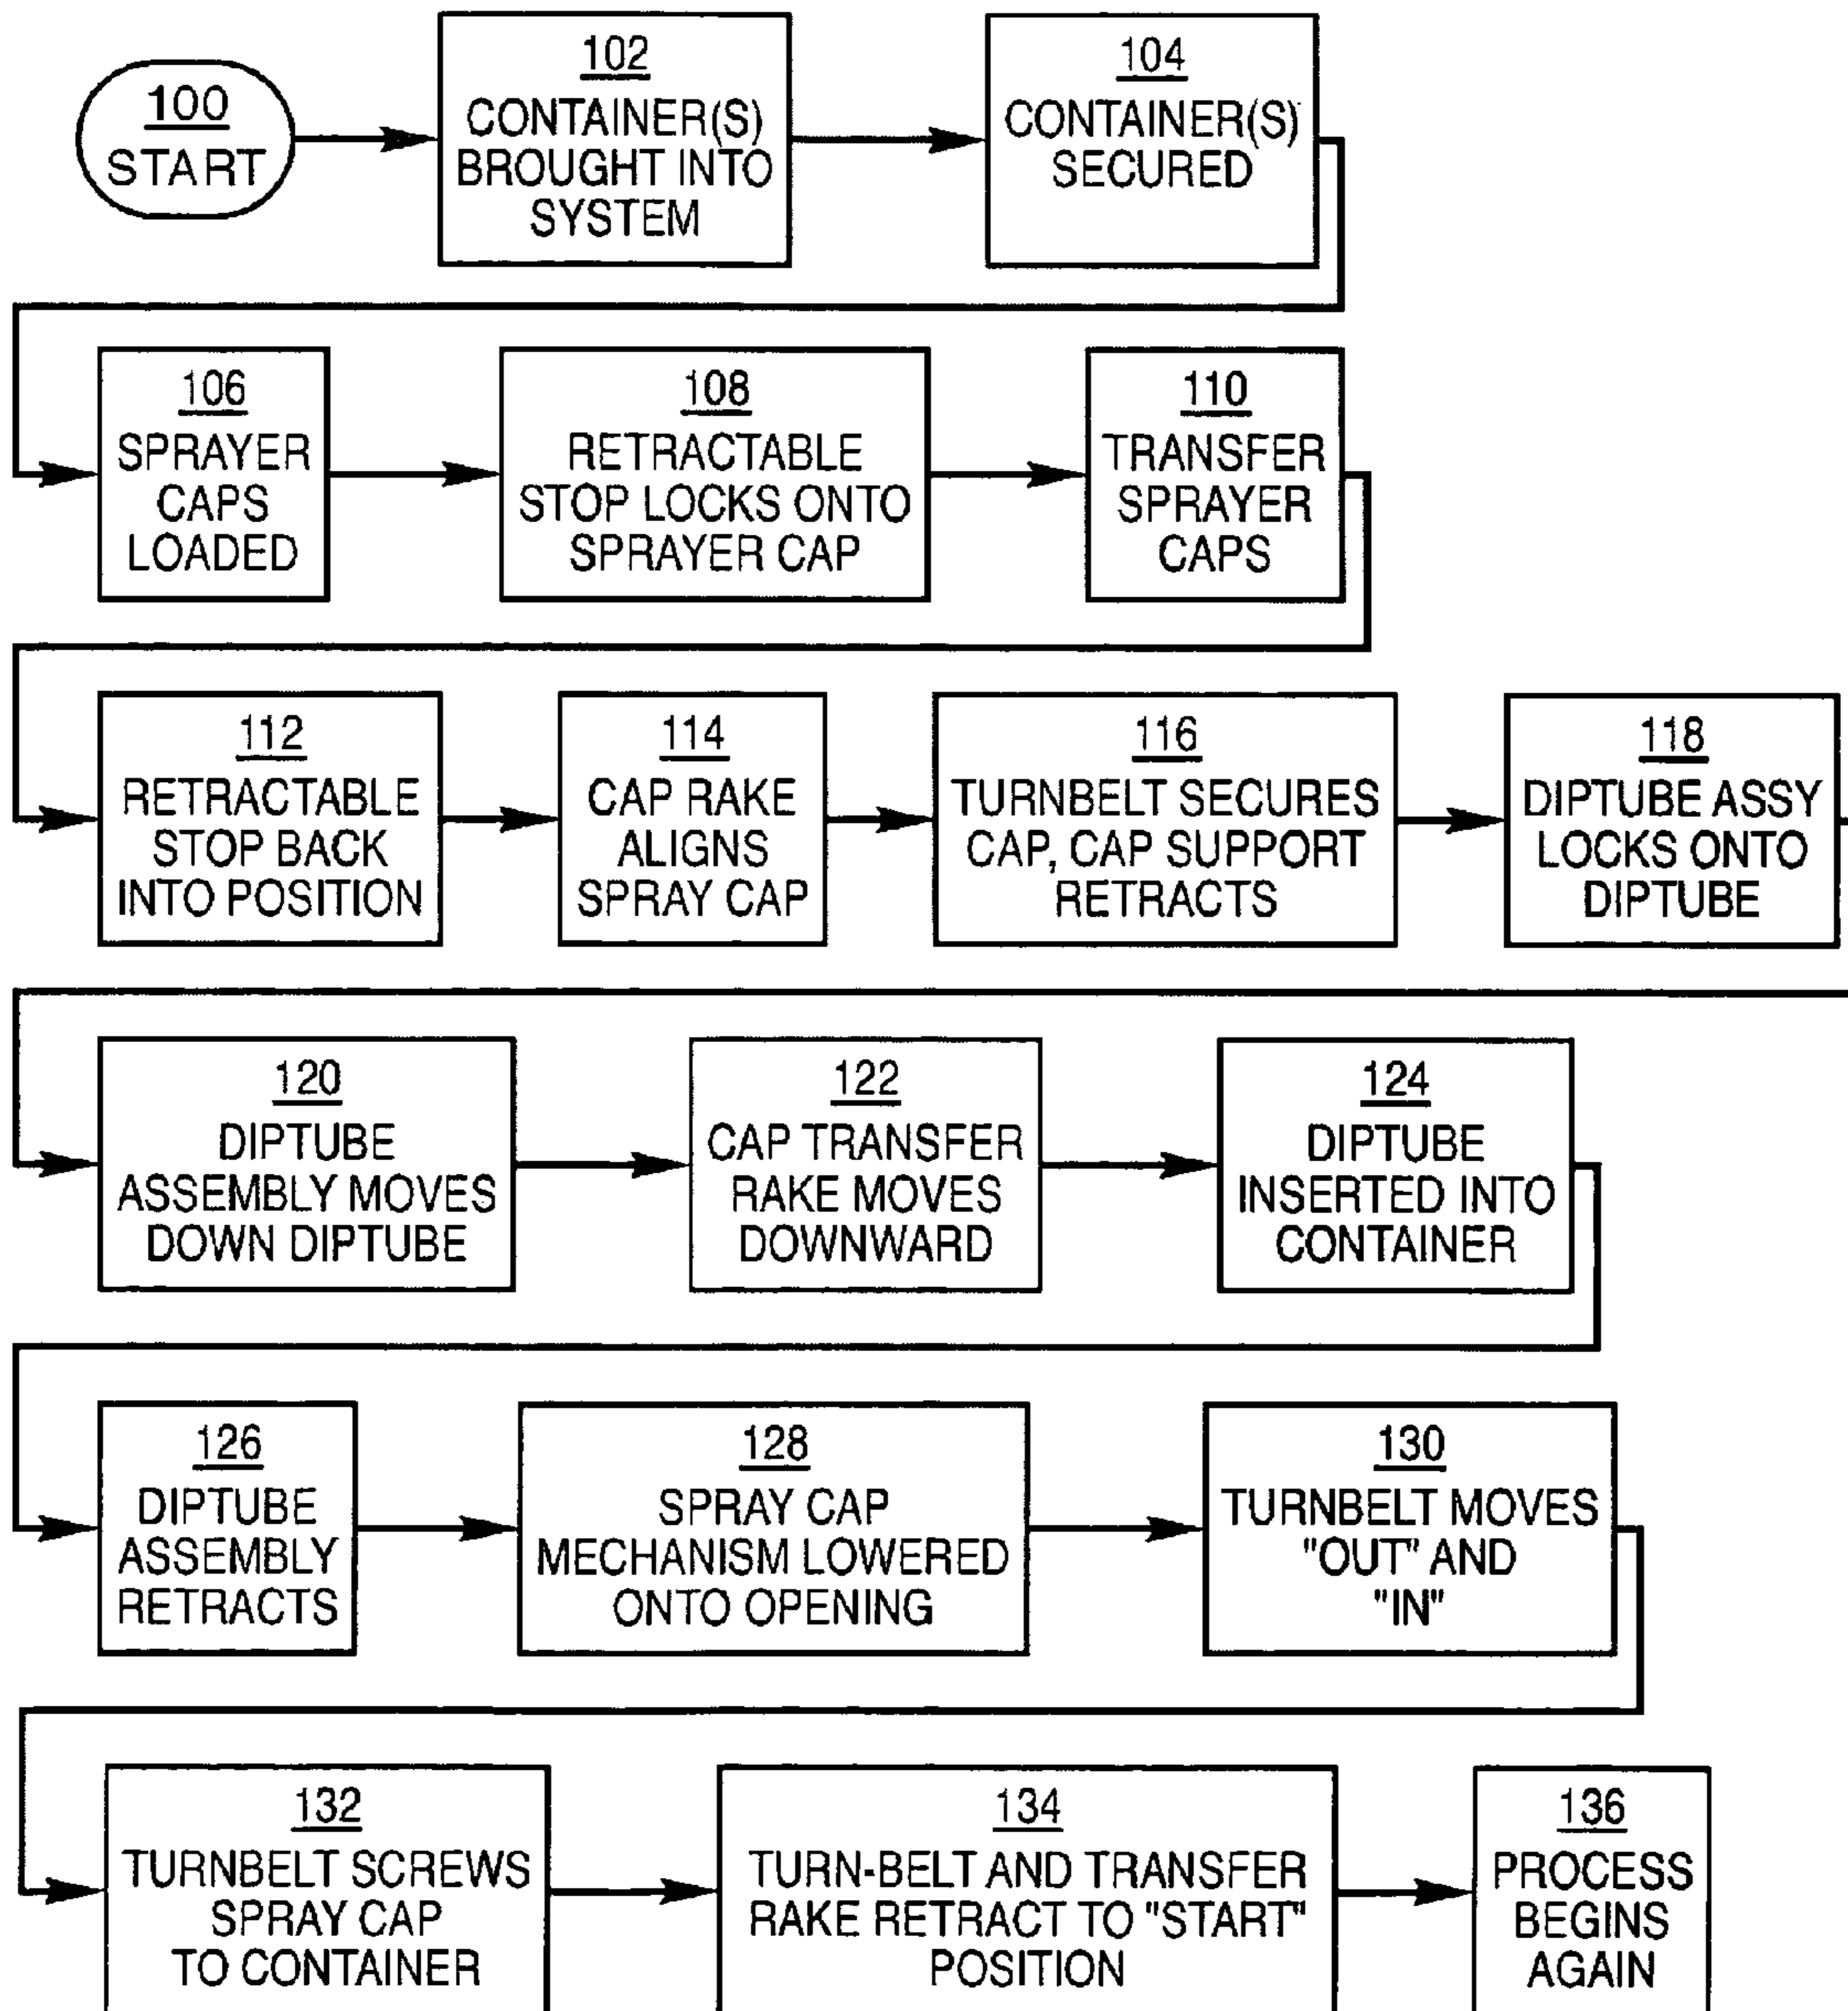 100
START
102
CONTAINER(S)
BROUGHT INTO
SYSTEM
104
CONTAINER(S)
SECURED
106
SPRAYER
CAPS
LOADED
108
RETRACTABLE
STOP LOCKS ONTO
SPRAYER CAP
110
TRANSFER
SPRAYER
CAPS
112
RETRACTABLE
STOP BACK
INTO POSITION
114
CAP RAKE
ALIGNS
SPRAY CAP
116
TURNBELT SECURES
CAP, CAP SUPPORT
RETRACTS
118
DIPTUBE ASSY
LOCKS ONTO
DIPTUBE
120
DIPTUBE
ASSEMBLY MOVES
DOWN DIPTUBE
122
CAP TRANSFER
RAKE MOVES
DOWNWARD
124
DIPTUBE
INSERTED INTO
CONTAINER
126
DIPTUBE
ASSEMBLY
RETRACTS
128
SPRAY CAP
MECHANISM LOWERED
ONTO OPENING
130
TURNBELT MOVES
"OUT" AND
"IN"
132
TURNBELT SCREWS
SPRAY CAP
TO CONTAINER
134
TURN-BELT AND TRANSFER
RAKE RETRACT TO "START"
POSITION
136
PROCESS
BEGINS
AGAIN